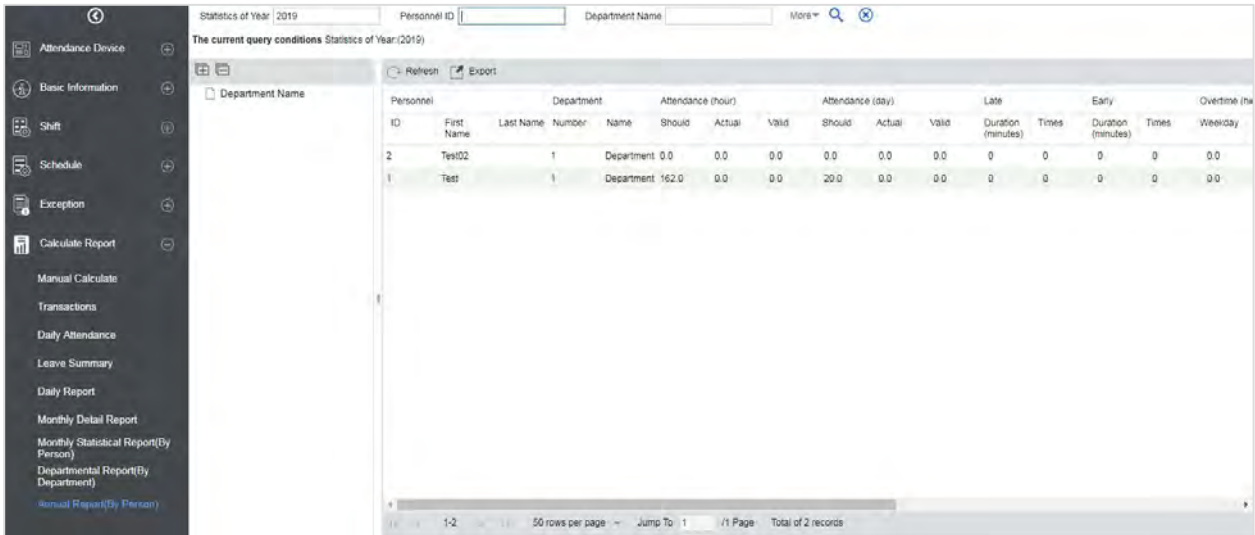 Statistics of Year 2019 Personnel ID Department Name More
The current query conditions Statistics of Year:(2019)
Attendance Device
Basic Information
Shift
Schedule
Exception
Calculate Report
Manual Calculate
Transactions
Daily Attendance
Leave Summary
Daily Report
Monthly Detail Report
Monthly Statistical Report(By
Person)
Departmental Report(By
Department)
Annual Report(By Person)
Department Name
Refresh Export
Personnel Department Attendance (hour) Attendance (day) Late Early Overtime
ID First Name Last Name Number Name Should Actual Valid Should Actual Valid Duration (minutes) Times Duration (minutes) Times Weekday
2 Test02 1 Department 0.0 0.0 0.0 0.0 0.0 0.0 0 0 0 0 0.0
1 Test 1 Department 162.0 0.0 0.0 20.0 0.0 0.0 0 0 0 0 0.0
1-2 50 rows per page Jump To 1 /1 Page Total of 2 records